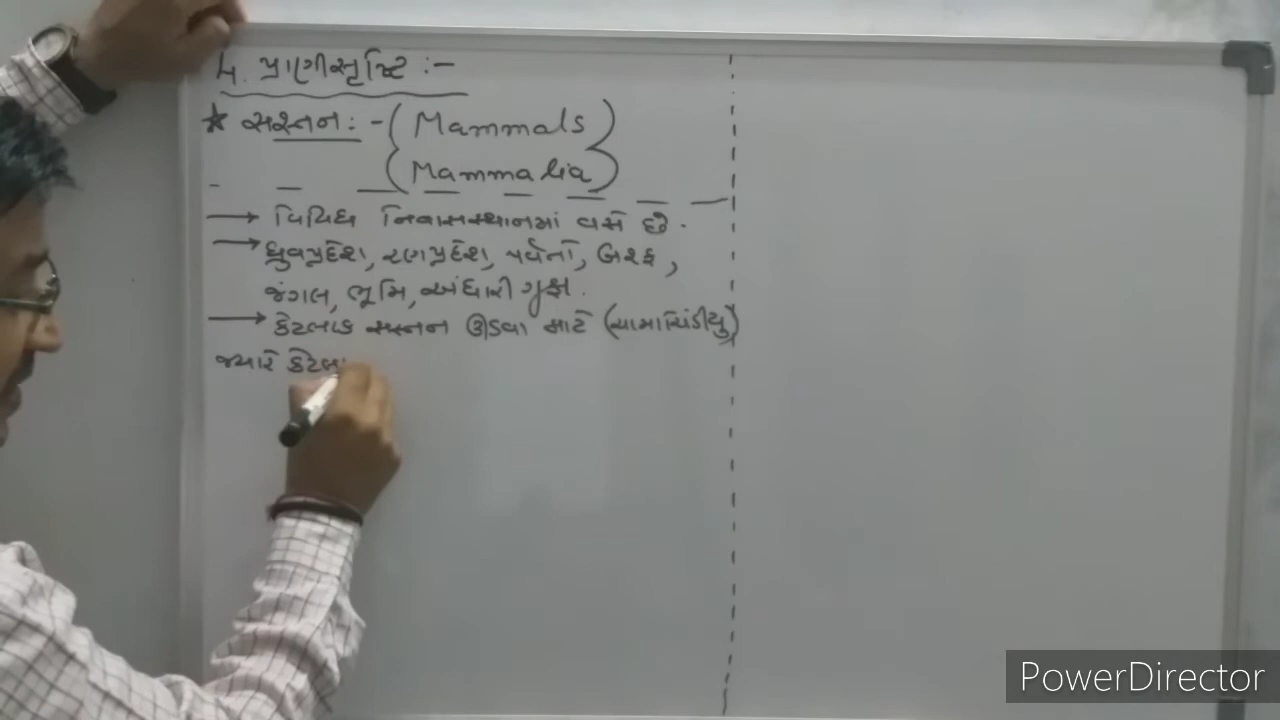 4. પ્રાણીસૃષ્ટિ :-
★ સસ્તન : - ( Mammals )
( Mammalia )
→ વિવિધ નિવાસસ્થાનમાં વસે છે.
→ ધ્રુવપ્રદેશ, રણપ્રદેશ, પર્વતો, બરફ,
જંગલ, ભૂમિ, અંધારી ગુફા.
→ કેટલાક સસ્તન ઊડવા માટે (ચામાચિડીયુ)
જ્યારે કેટલા
PowerDirector